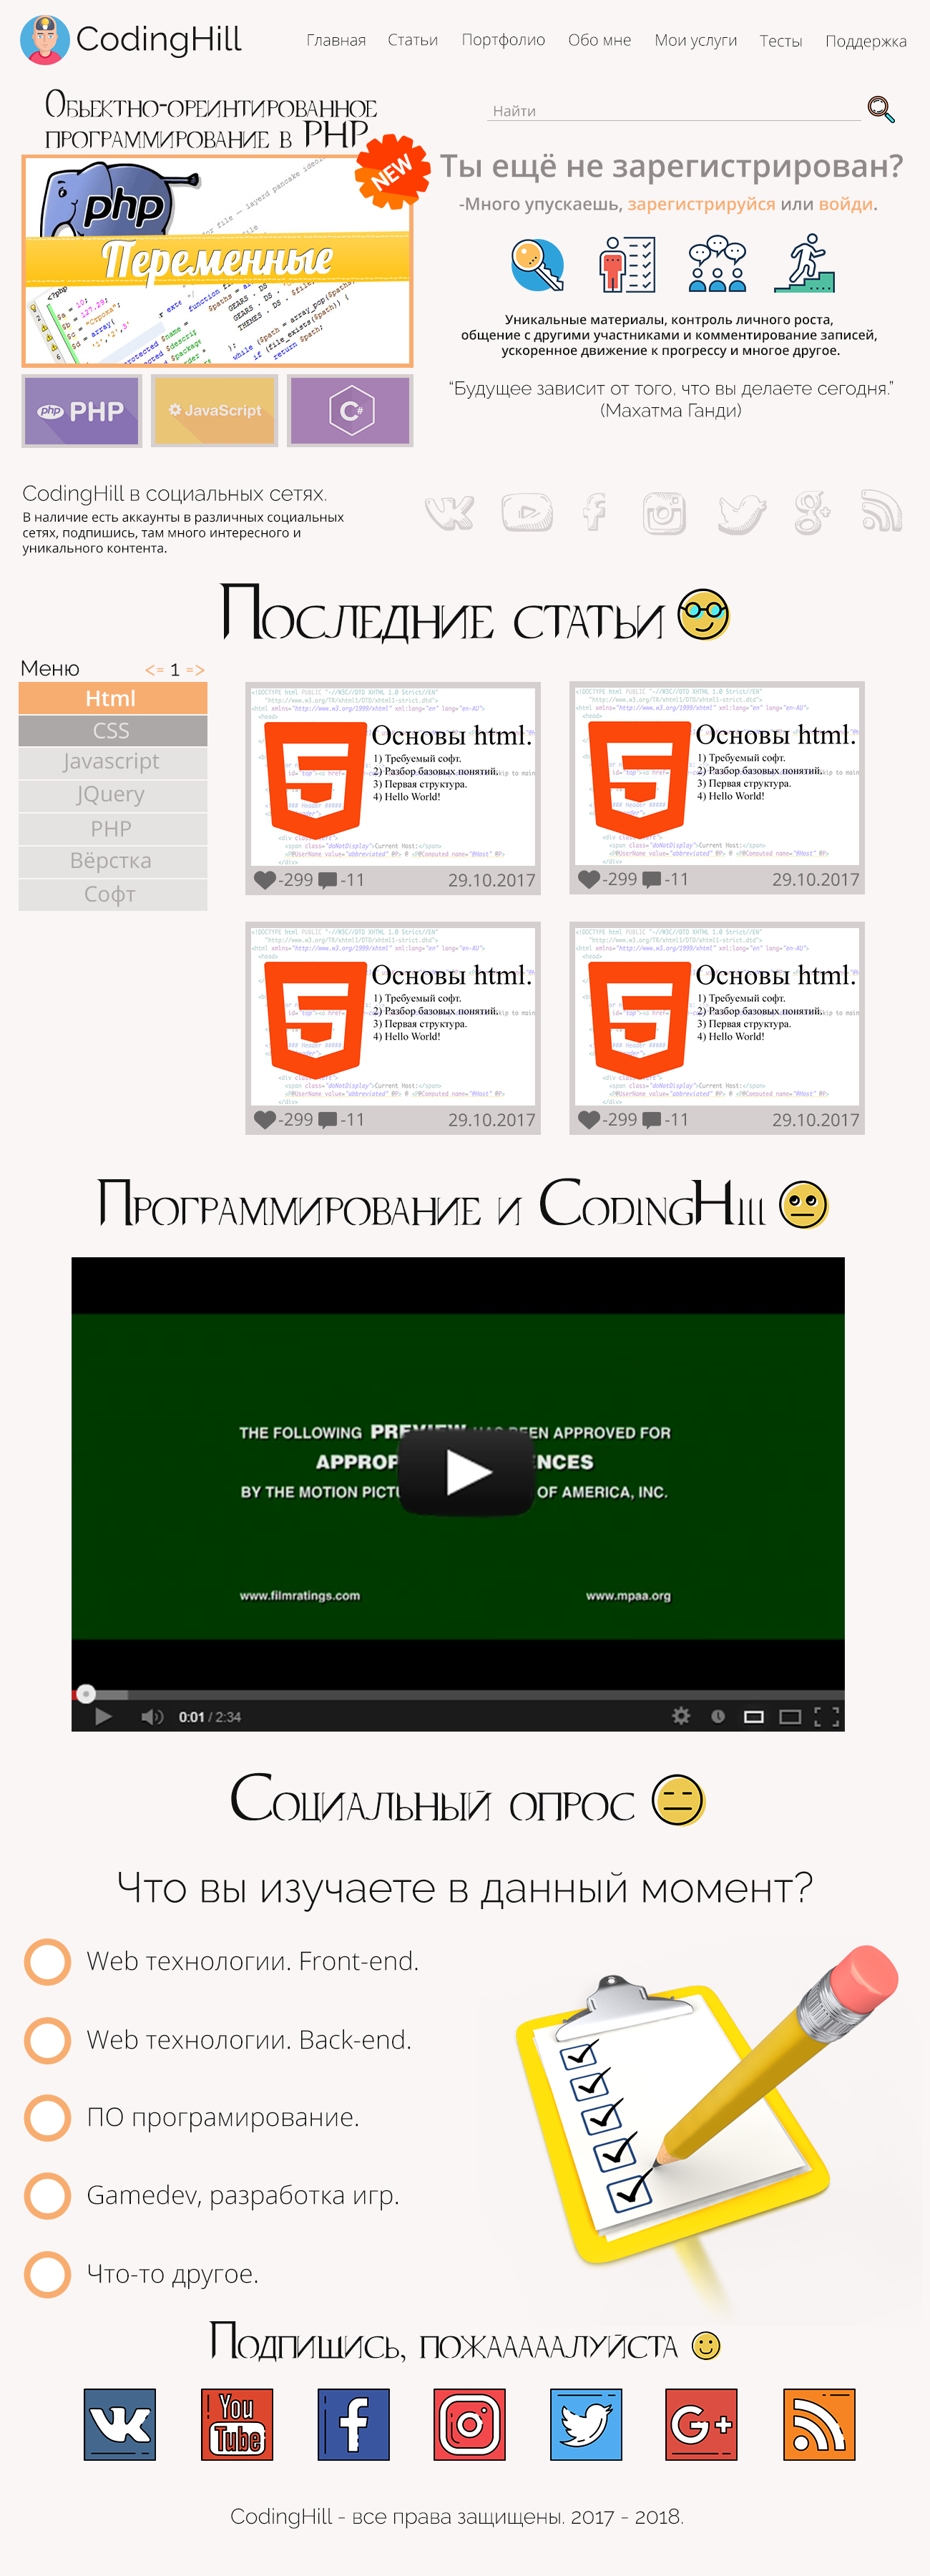 CodingHill
Главная Статьи Портфолио Обо мне Мои услуги Тесты Поддержка
Обьектно-ореинтированное
программирование в PHP
Найти
NEW
php
Переменные
Ты ещё не зарегистрирован?
-Много упускаешь, зарегистрируйся или войди.
Уникальные материалы, контроль личного роста,
общение с другими участниками и комментирование записей,
ускоренное движение к прогрессу и многое другое.
“Будущее зависит от того, что вы делаете сегодня.”
(Махатма Ганди)
php PHP
JavaScript
C#
CodingHill в социальных сетях.
В наличие есть аккаунты в различных социальных
сетях, подпишись, там много интересного и
уникального контента.
Последние статьи
Меню <= 1 =>
Html
CSS
Javascript
JQuery
PHP
Вёрстка
Софт
Основы html.
1) Требуемый софт.
2) Разбор базовых понятий.
3) Первая структура.
4) Hello World!
-299 -11 29.10.2017
Основы html.
1) Требуемый софт.
2) Разбор базовых понятий.
3) Первая структура.
4) Hello World!
-299 -11 29.10.2017
Основы html.
1) Требуемый софт.
2) Разбор базовых понятий.
3) Первая структура.
4) Hello World!
-299 -11 29.10.2017
Основы html.
1) Требуемый софт.
2) Разбор базовых понятий.
3) Первая структура.
4) Hello World!
-299 -11 29.10.2017
Программирование и CodingHill
THE FOLLOWING PREVIEW HAS BEEN APPROVED FOR
BY THE MOTION OF AMERICA, INC.
www.filmratings.com www.mpaa.org
0:01 / 2:34
Социальный опрос
Что вы изучаете в данный момент?
Web технологии. Front-end.
Web технологии. Back-end.
ПО програмирование.
Gamedev, разработка игр.
Что-то другое.
Подпишись, пожааааалуйста
You
Tube
G+
CodingHill - все права защищены. 2017 - 2018.